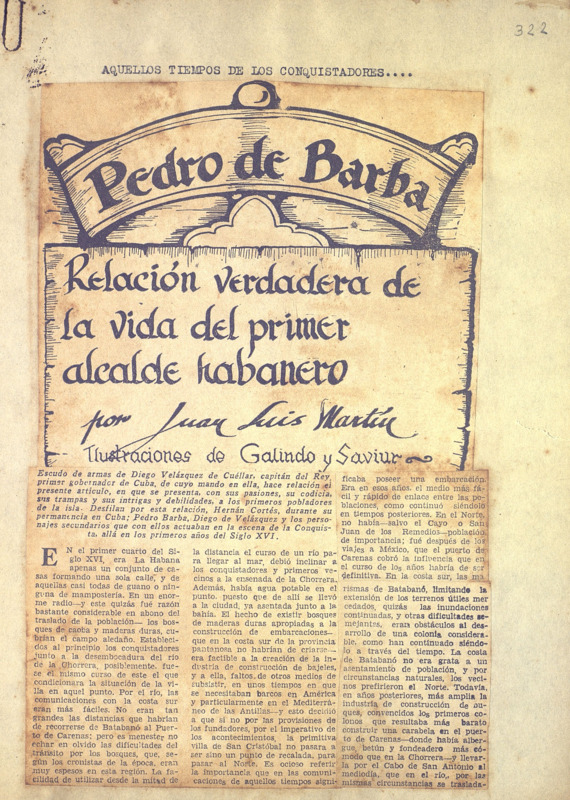 322
AQUELLOS TIEMPOS DE LOS CONQUISTADORES....
Pedro de Barba
Relación verdadera de
la vida del primer
alcalde habanero
por Juan Luis Martín
Ilustraciones de Galindo y Saviur
Escudo de armas de Diego Velázquez de Cuéllar, capitán del Rey
primer gobernador de Cuba, de cuyo mando en ella, hace relación el
presente artículo, en que se presenta, con sus pasiones, su codicia,
sus trampas y sus intrigas y debilidades, a los primeros pobladores
de la isla. Desfilan por esta relación, Hernán Cortés, durante su
permanencia en Cuba; Pedro Barba, Diego de Velázquez y los perso-
najes secundarios que con ellos actuaban en la escena de la Conquis-
ta, allá en los primeros años del Siglo XVI.
EN el primer cuarto del Si-
glo XVI, era La Habana
apenas un conjunto de ca-
sas formando una sola calle, y de
aquellas casi todas de guano o nin-
guna de mampostería. En un enor-
me radio—y este quizás fué razón
bastante considerable en abono del
traslado de la población— los bos-
ques de caoba y maderas duras, cu-
brían el campo aledaño. Estableci-
dos al principio los conquistadores
junto a la desembocadura del río
de la Chorrera, posiblemente, fue-
ra el mismo curso de este el que
condicionara la situación de la vi-
lla en aquel punto. Por el río, las
comunicaciones con la costa sur
eran más fáciles. No eran tan
grandes las distancias que habrían
de recorrerse de Batabanó al Puer-
to de Carenas; pero es menester no
echar en olvido las dificultades del
tránsito por los bosques, que, se-
gún los cronistas de la época, eran
muy espesos en esta región. La fa-
cilidad de utilizar desde la mitad de
la distancia el curso de un río pa-
ra llegar al mar, debió inclinar a
los conquistadores y primeros ve-
cinos a la ensenada de la Chorrera.
Además, había agua potable en el
punto, puesto que de allí se llevó
a la ciudad, ya asentada junto a la
bahía. El hecho de existir bosques
de maderas duras apropiadas a la
construcción de embarcaciones—
que en la costa sur de la provincia
pantanosa no habrían de criarse—
era factible a la creación de la in-
dustria de construcción de bajeles,
y a ella, faltos de otros medios de
subsistir, en unos tiempos en que
se necesitaban barcos en América
y particularmente en el Mediterrá-
neo de las Antillas—y esto decidió
a que si no por las provisiones de
los fundadores, por el imperativo de
los acontecimientos, la primitiva
villa de San Cristóbal no pasara a
ser sino un punto de recalada, para
pasar al Norte. Es ocioso referir
la importancia que en las comuni-
caciones de aquellos tiempos signi-
ficaba poseer una embarcación.
Era en esos años, el medio más fá-
cil y rápido de enlace entre las po-
blaciones, como continuó siéndolo
en tiempos posteriores. En el Norte,
no había—salvo el Cayo o San
Juan de los Remedios—población
de importancia; fué después de los
viajes a México, que el puerto de
Carenas cobró la influencia que en
el curso de los años habría de ser
definitiva. En la costa sur, las ma-
rismas de Batabanó, limitando la
extensión de los terrenos útiles mer
cedados, quizás las inundaciones
continuadas, y otras dificultades se-
mejantes, eran obstáculos al des-
arrollo de una colonia considera-
ble, como han continuado siéndo-
lo a través del tiempo. La costa
de Batabanó no era grata a un
asentamiento de población, y por
circunstancias naturales, los veci-
nos prefirieron el Norte. Todavía,
en años posteriores, más amplia la
industria de construcción de bu-
ques, convencidos los primeros co-
lonos que resultaba más barato
construir una carabela en el puer-
to de Carenas—donde había alber-
gue, betún y fondeadero más có-
modo que en la Chorrera—y llevar-
la por el Cabo de San Antonio al
mediodía, que en el río, por las
mismas circunstancias se traslada-